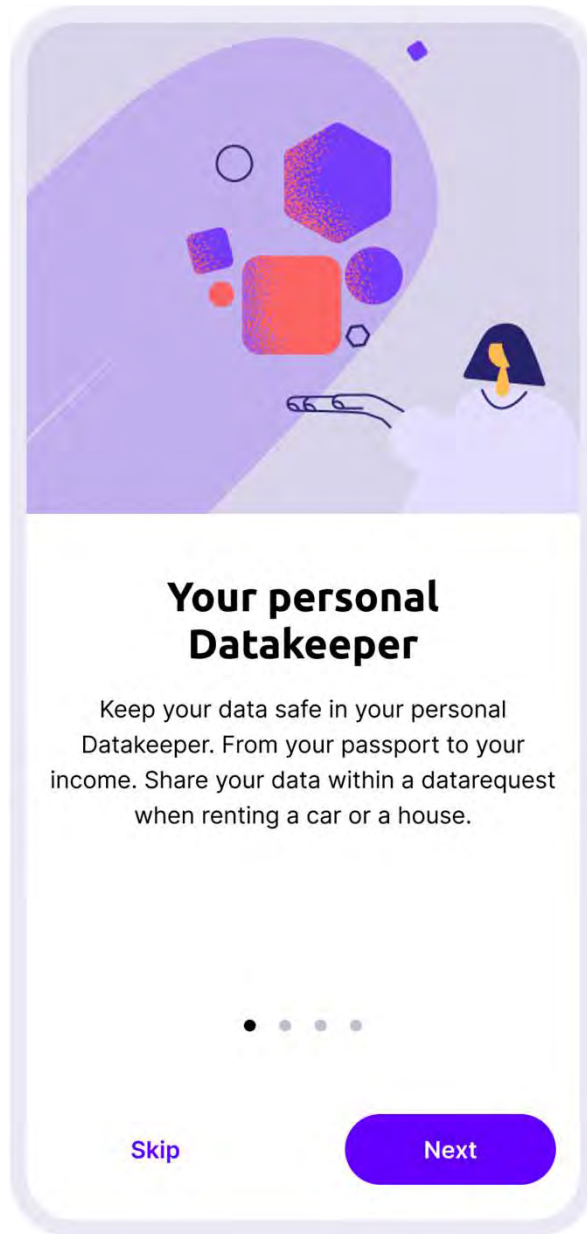 Your personal
Datakeeper
Keep your data safe in your personal
Datakeeper. From your passport to your
income. Share your data within a datarequest
when renting a car or a house.
Skip
Next